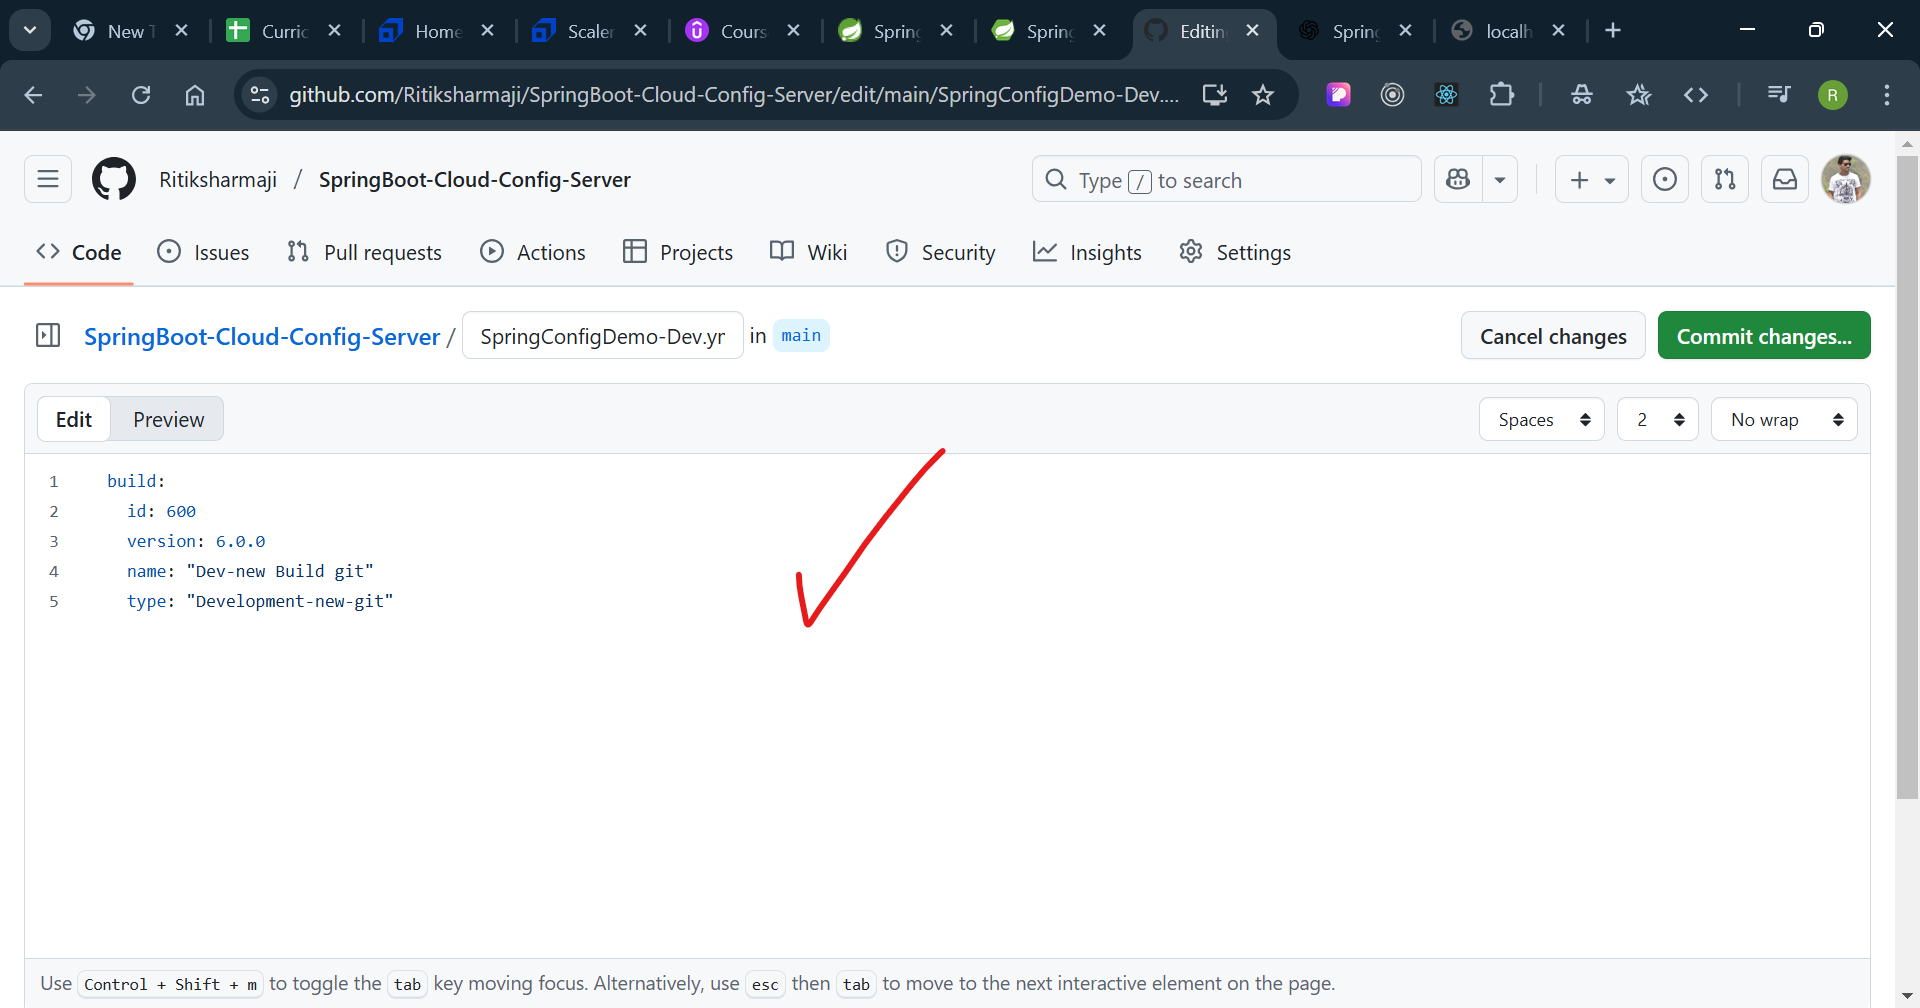 New T
Curric
Home
Scaler
Cours
Spring
Spring
Editin
Spring
localh
github.com/Ritiksharmaji/SpringBoot-Cloud-Config-Server/edit/main/SpringConfigDemo-Dev....
R
Ritiksharmaji / SpringBoot-Cloud-Config-Server
Type / to search
Code
Issues
Pull requests
Actions
Projects
Wiki
Security
Insights
Settings
SpringBoot-Cloud-Config-Server / SpringConfigDemo-Dev.yr in main
Cancel changes
Commit changes...
Edit
Preview
Spaces
2
No wrap
1 build:
2 id: 600
3 version: 6.0.0
4 name: "Dev-new Build git"
5 type: "Development-new-git"
Use Control + Shift + m to toggle the tab key moving focus. Alternatively, use esc then tab to move to the next interactive element on the page.